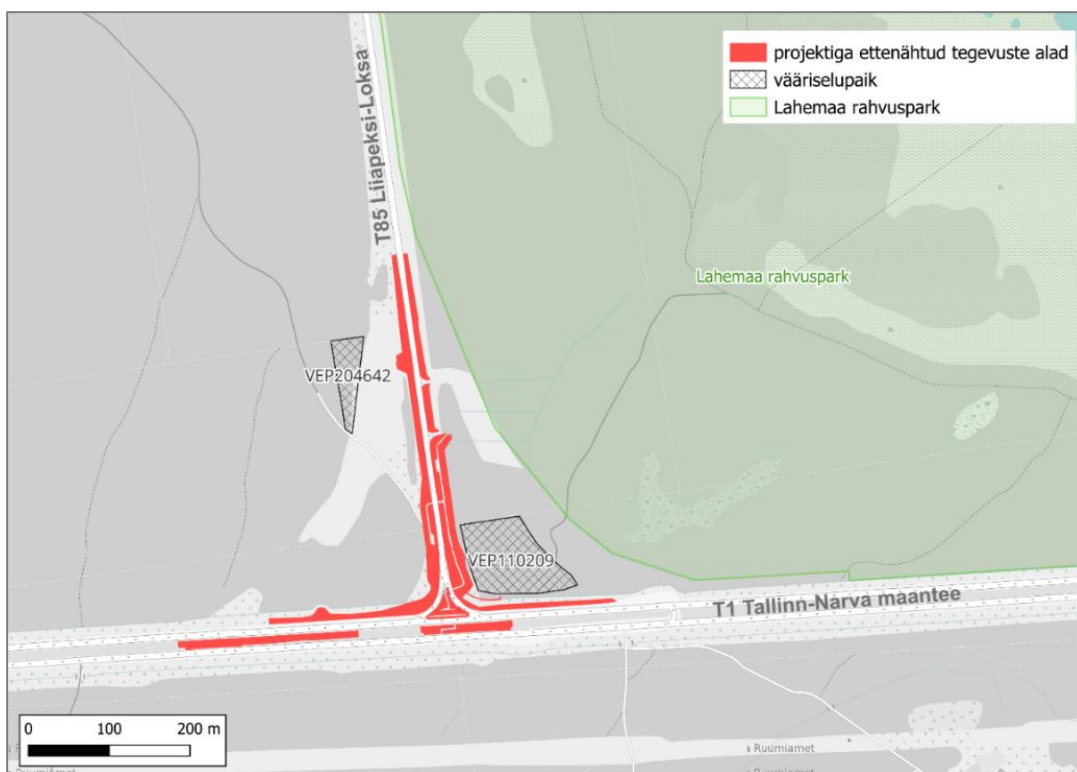 projektiga ettenähtud tegevuste alad
vääriselupaik
Lahemaa rahvuspark
T85 Liiapeksi-Loksa
Lahemaa rahvuspark
VEP204642
VEP110209
T1 Tallinn-Narva maantee
0 100 200 m
Ruumiamet